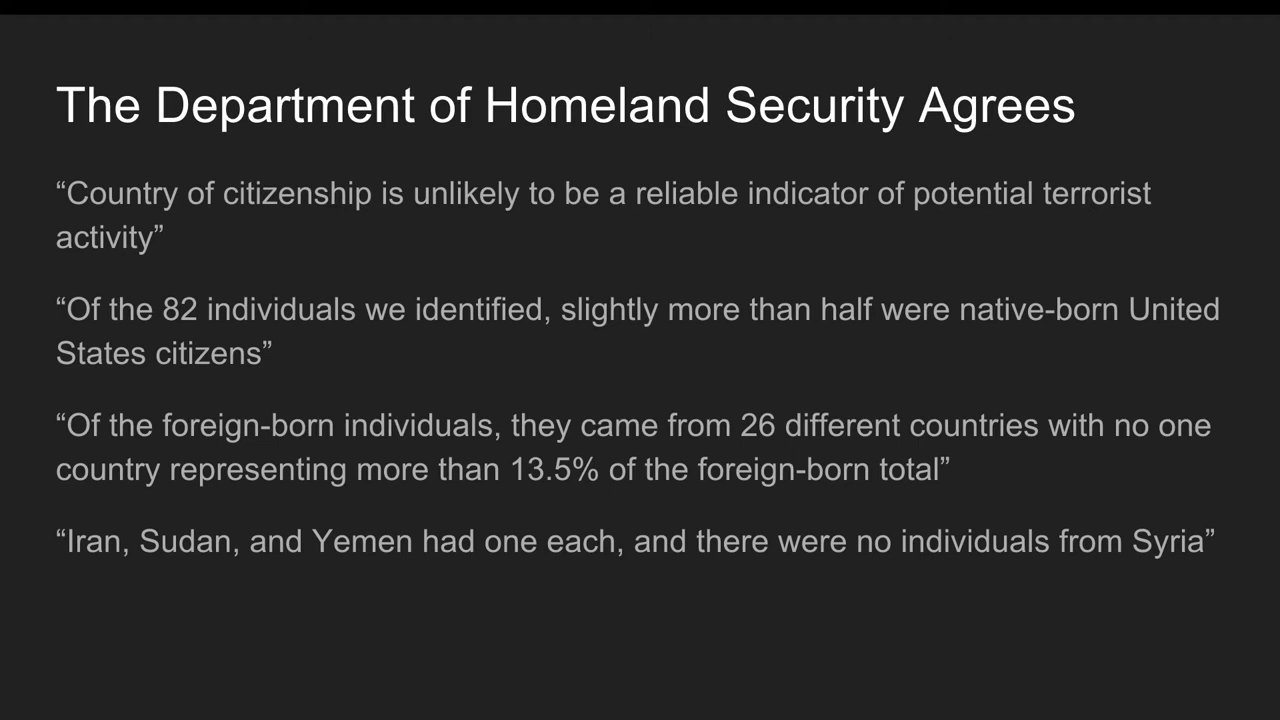 The Department of Homeland Security Agrees
“Country of citizenship is unlikely to be a reliable indicator of potential terrorist
activity”
“Of the 82 individuals we identified, slightly more than half were native-born United
States citizens”
“Of the foreign-born individuals, they came from 26 different countries with no one
country representing more than 13.5% of the foreign-born total”
“Iran, Sudan, and Yemen had one each, and there were no individuals from Syria”